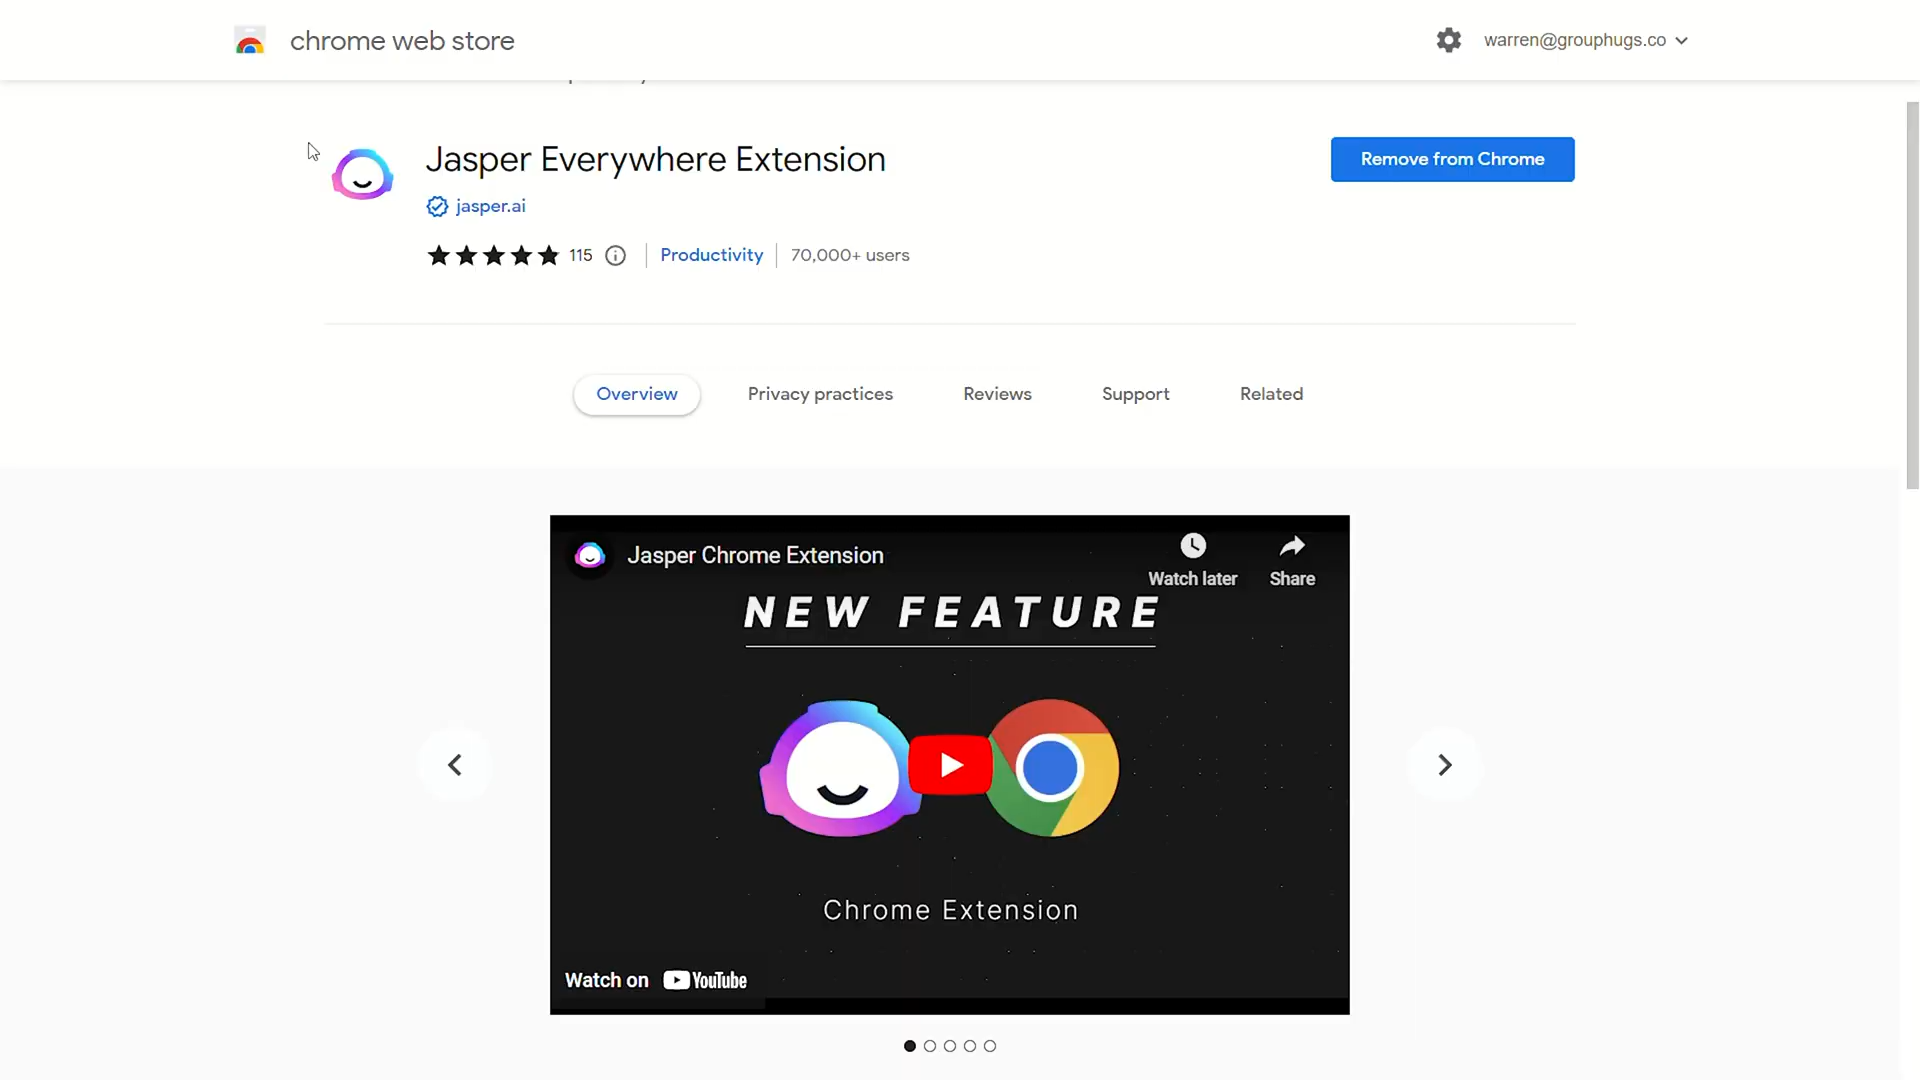 chrome web store
warren@grouphugs.co
Jasper Everywhere Extension
Remove from Chrome
jasper.ai
115
Productivity
70,000+ users
Overview
Privacy practices
Reviews
Support
Related
Jasper Chrome Extension
Watch later
Share
NEW FEATURE
Chrome Extension
Watch on YouTube